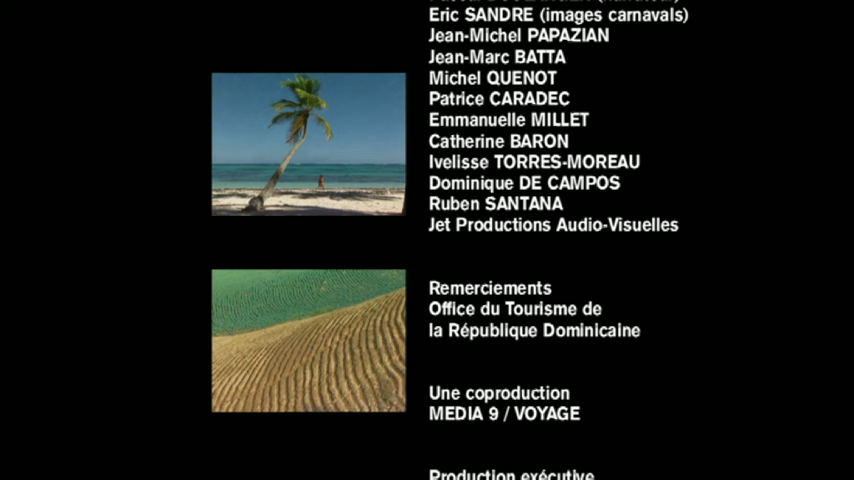 Eric SANDRE (images carnavals)
Jean-Michel PAPAZIAN
Jean-Marc BATTA
Michel QUENOT
Patrice CARADEC
Emmanuelle MILLET
Catherine BARON
Ivelisse TORRES-MOREAU
Dominique DE CAMPOS
Ruben SANTANA
Jet Productions Audio-Visuelles
Remerciements
Office du Tourisme de
la République Dominicaine
Une coproduction
MEDIA 9 / VOYAGE
Production exécutive